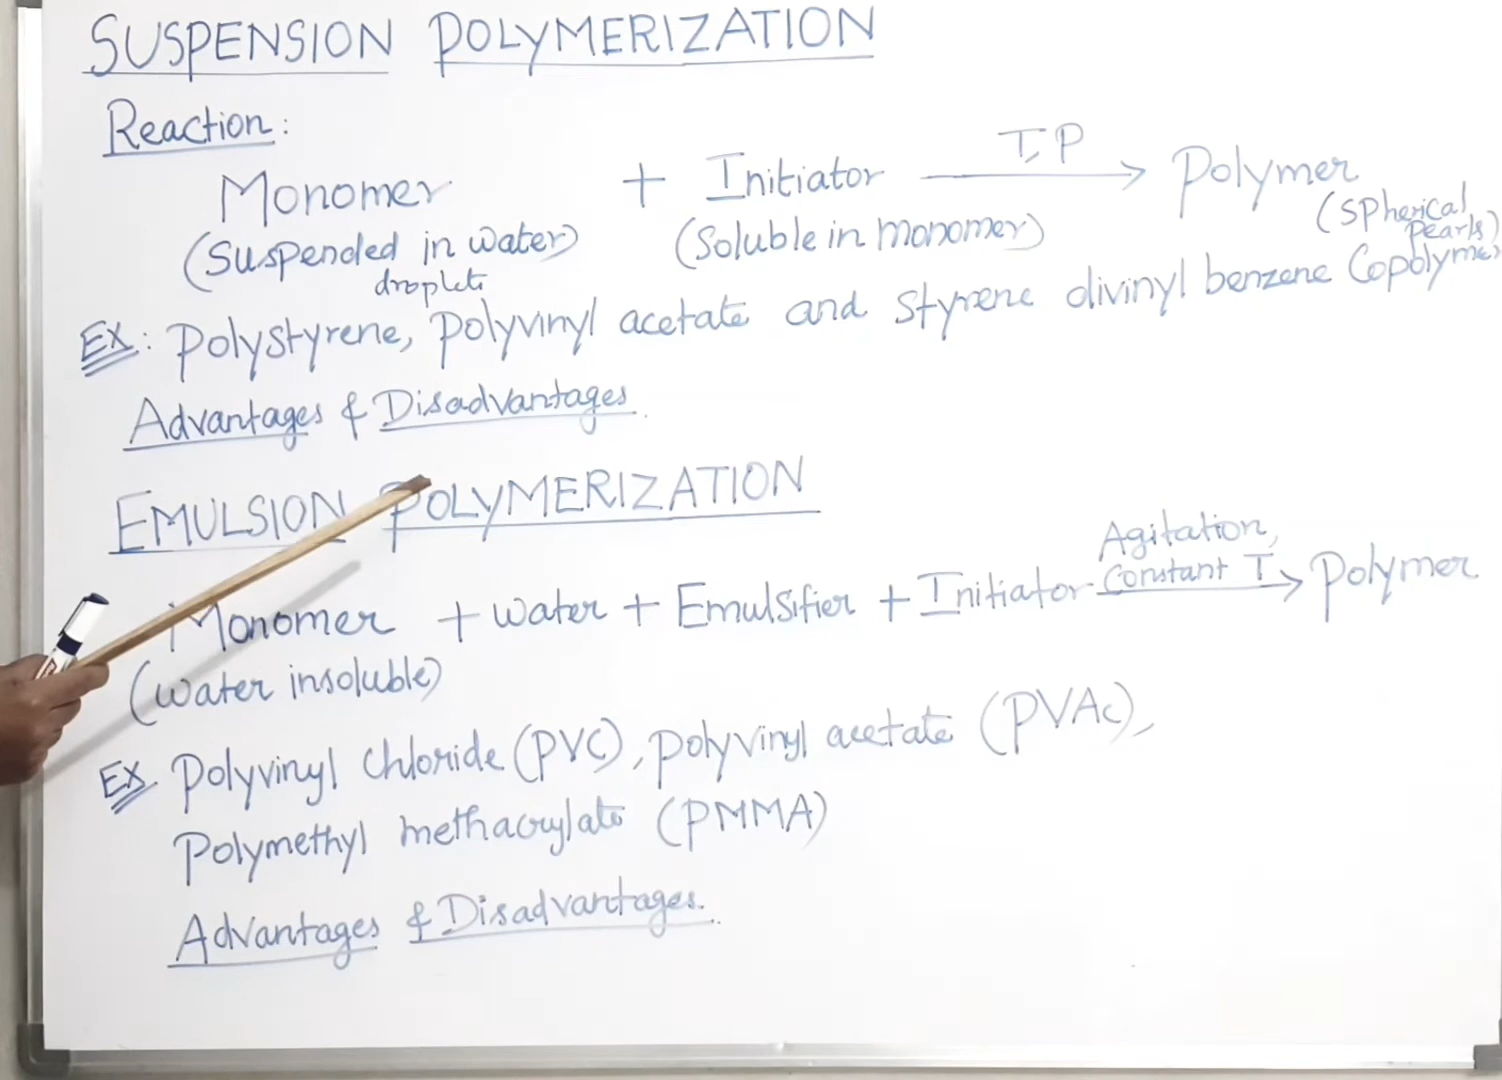 SUSPENSION POLYMERIZATION
Reaction:
Monomer + Initiator T, P → Polymer
(Suspended in water droplets) (Soluble in monomer) (Spherical Pearls)
Ex: Polystyrene, Polyvinyl acetate and Styrene divinyl benzene Copolymer
Advantages & Disadvantages.
EMULSION POLYMERIZATION
Monomer + Water + Emulsifier + Initiator Agitation, Constant T → Polymer
(Water insoluble)
Ex Polyvinyl Chloride (PVC), Polyvinyl acetate (PVAc),
Polymethyl methacrylate (PMMA)
Advantages & Disadvantages.